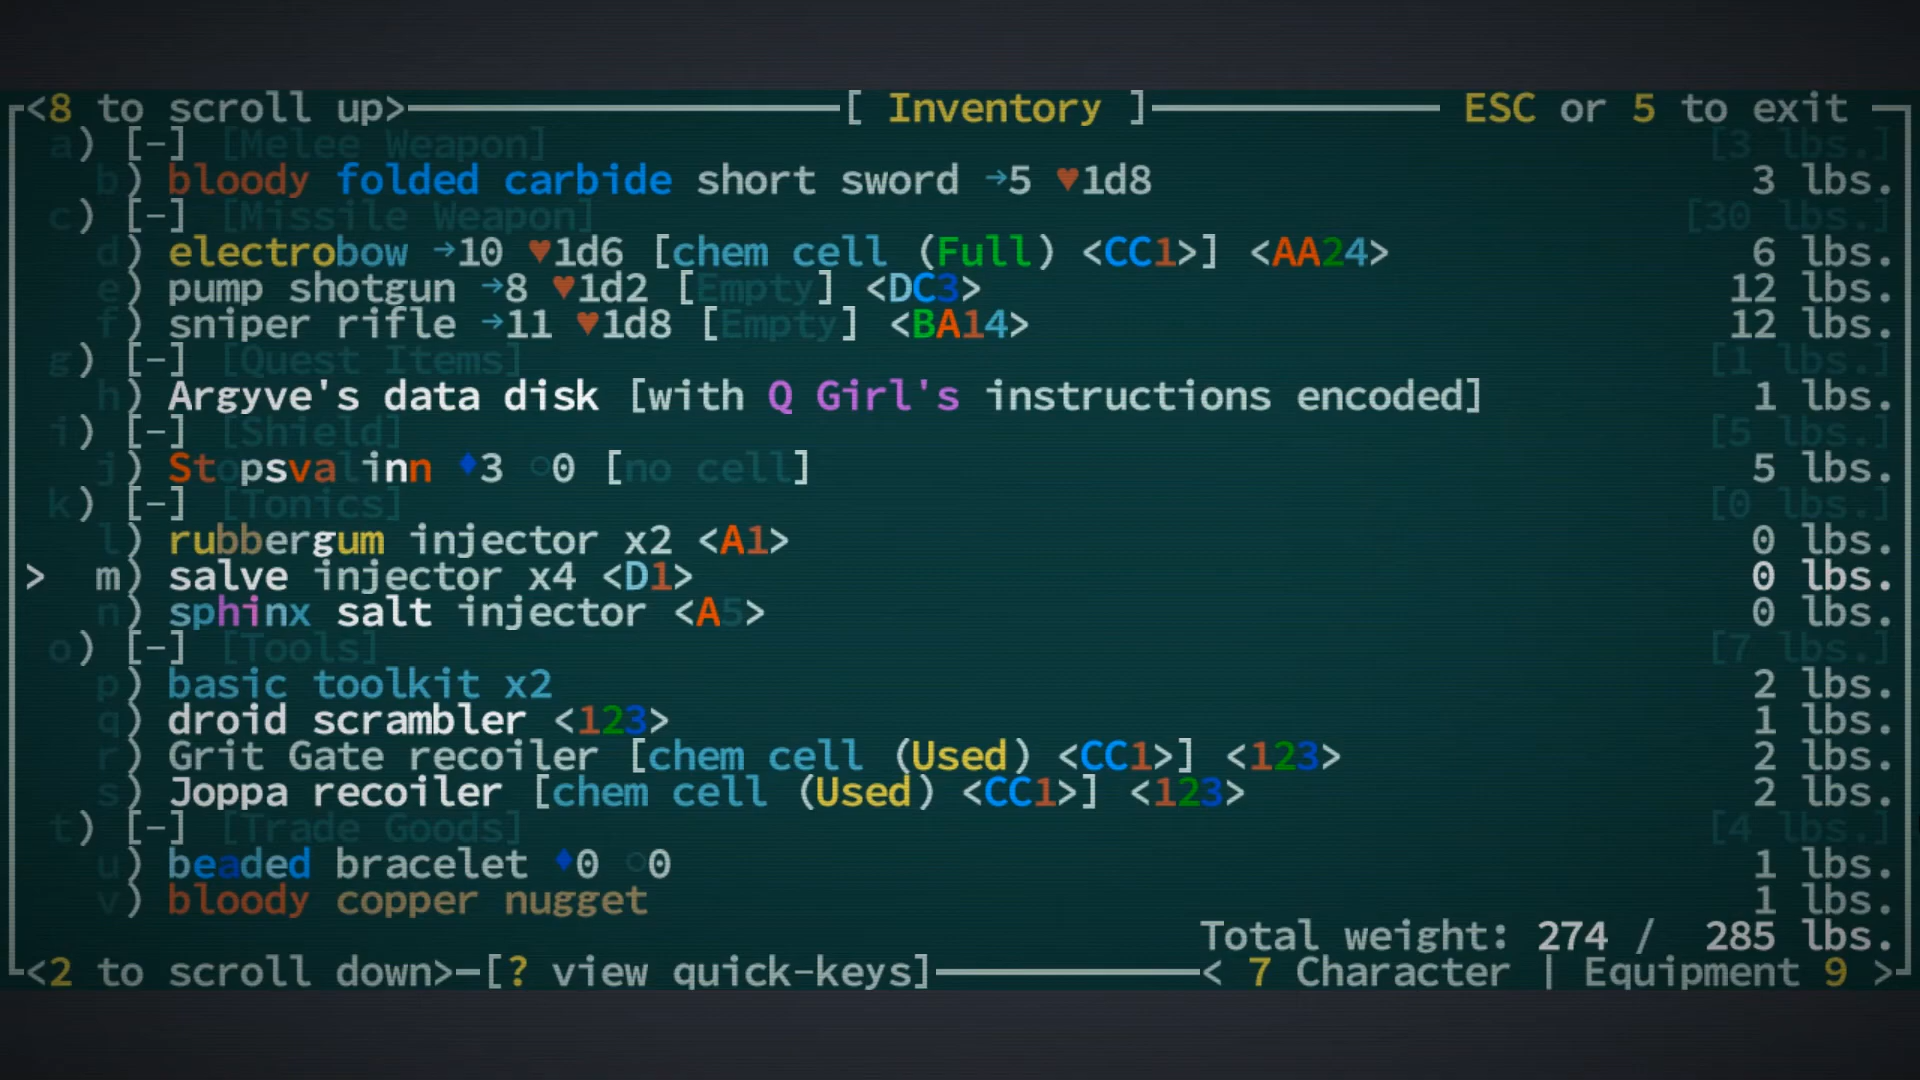 <8 to scroll up> [ Inventory ] ESC or 5 to exit
a) [-] [Melee Weapon] [3 lbs.]
b) bloody folded carbide short sword →5 ♥1d8 3 lbs.
c) [-] [Missile Weapon] [30 lbs.]
d) electrobow →10 ♥1d6 [chem cell (Full) <CC1>] <AA24> 6 lbs.
e) pump shotgun →8 ♥1d2 [Empty] <DC3> 12 lbs.
f) sniper rifle →11 ♥1d8 [Empty] <BA14> 12 lbs.
g) [-] [Quest Items] [1 lbs.]
h) Argyve's data disk [with Q Girl's instructions encoded] 1 lbs.
i) [-] [Shield] [5 lbs.]
j) Stopsvalinn ♦3 ○0 [no cell] 5 lbs.
k) [-] [Tonics] [0 lbs.]
l) rubbergum injector x2 <A1> 0 lbs.
> m) salve injector x4 <D1> 0 lbs.
n) sphinx salt injector <A5> 0 lbs.
o) [-] [Tools] [7 lbs.]
p) basic toolkit x2 2 lbs.
q) droid scrambler <123> 1 lbs.
r) Grit Gate recoiler [chem cell (Used) <CC1>] <123> 2 lbs.
s) Joppa recoiler [chem cell (Used) <CC1>] <123> 2 lbs.
t) [-] [Trade Goods] [4 lbs.]
u) beaded bracelet ♦0 ○0 1 lbs.
v) bloody copper nugget 1 lbs.
Total weight: 274 / 285 lbs.
<2 to scroll down> [? view quick-keys] < 7 Character | Equipment 9 >